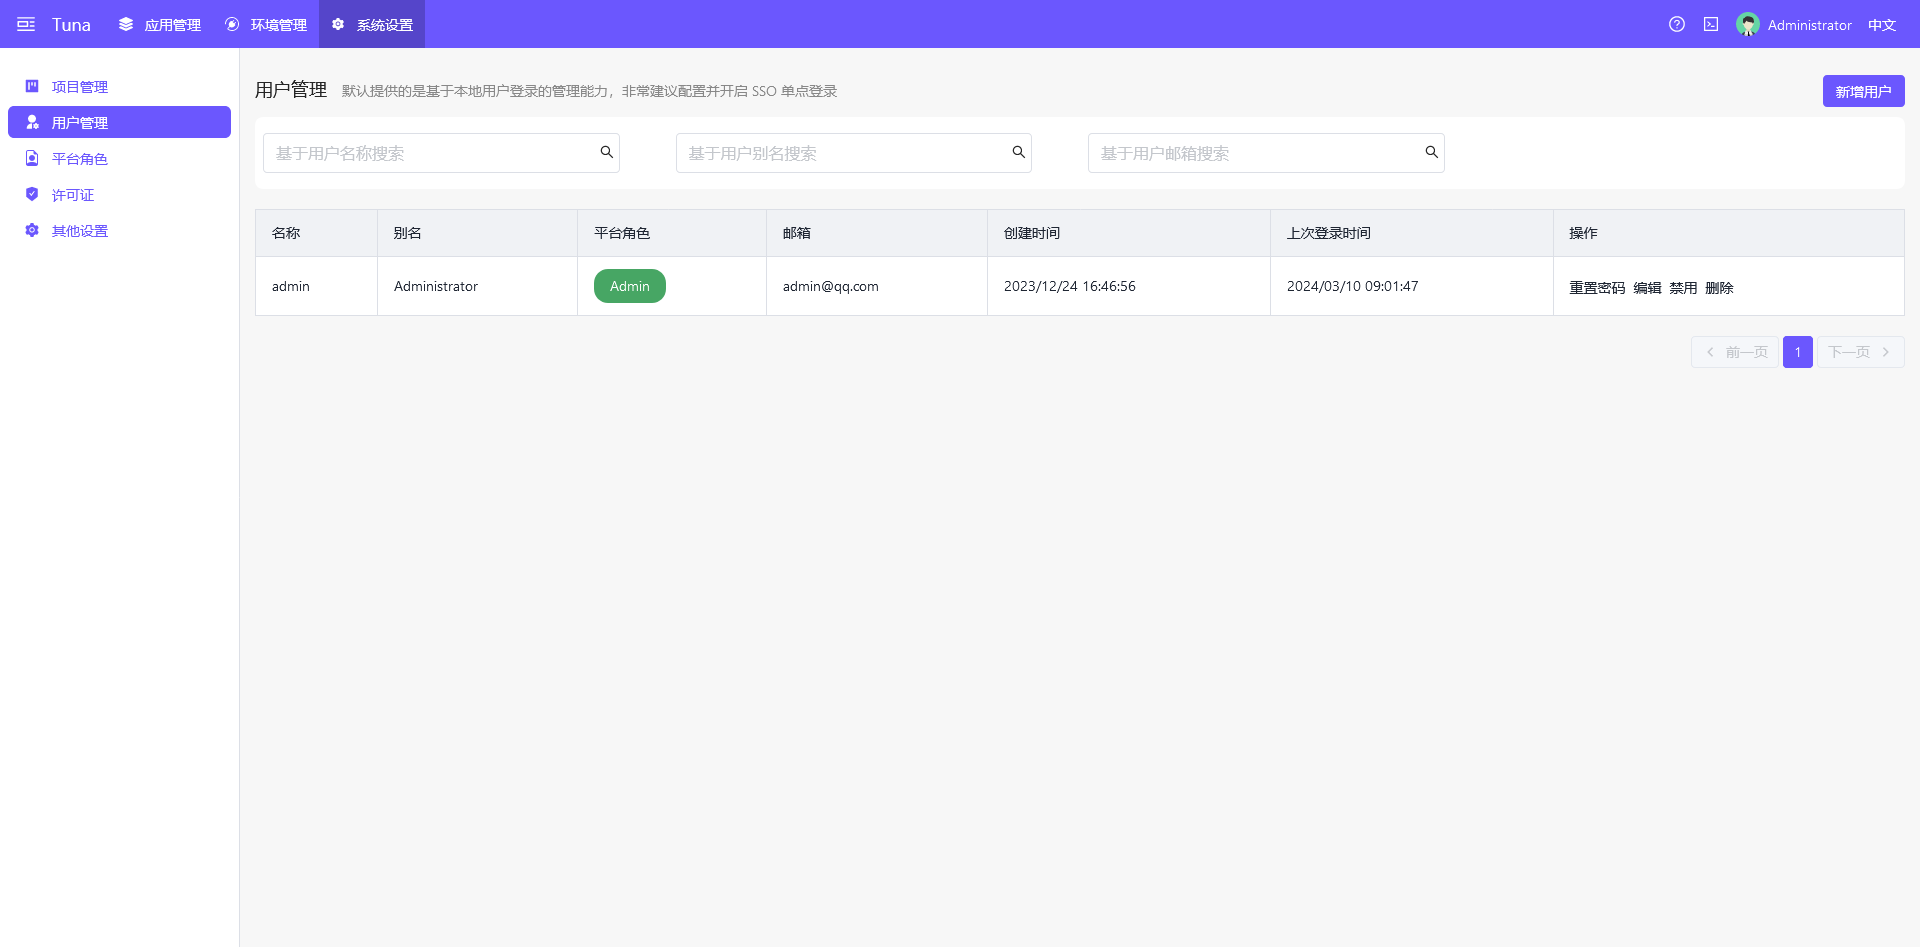 Tuna 应用管理 环境管理 系统设置 Administrator 中文
项目管理
用户管理
平台角色
许可证
其他设置
用户管理 默认提供的是基于本地用户登录的管理能力，非常建议配置并开启 SSO 单点登录 新增用户
基于用户名称搜索 基于用户别名搜索 基于用户邮箱搜索
名称 别名 平台角色 邮箱 创建时间 上次登录时间 操作
admin Administrator Admin admin@qq.com 2023/12/24 16:46:56 2024/03/10 09:01:47 重置密码 编辑 禁用 删除
前一页 1 下一页